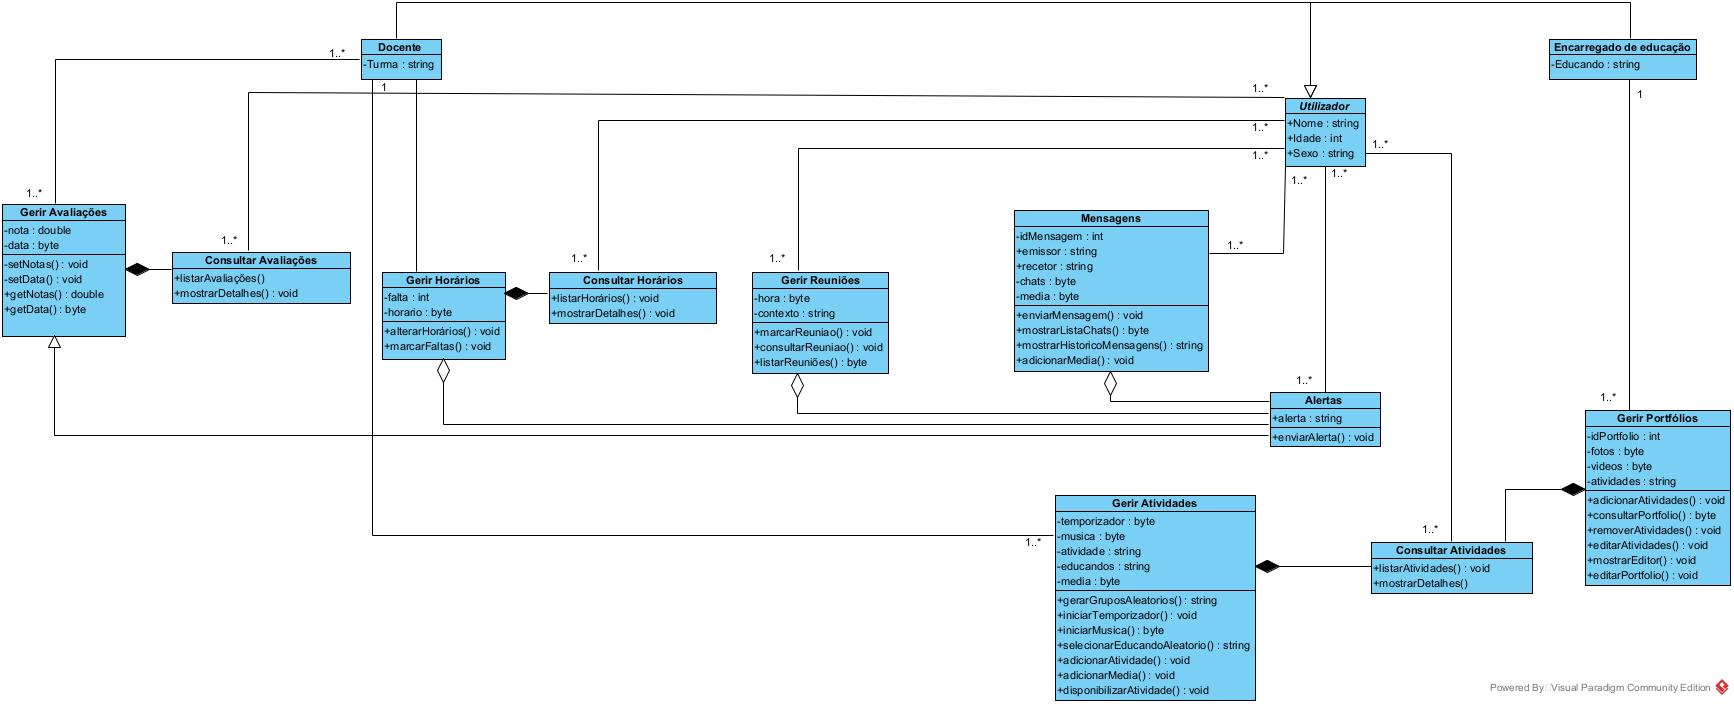 Docente
-Turma : string
1..*
1
Encarregado de educação
-Educando : string
1
1..*
Utilizador
+Nome : string
+Idade : int
+Sexo : string
1..*
1..*
1..*
1..*
1..*
1..*
Gerir Avaliações
-nota : double
-data : byte
-setNotas() : void
-setData() : void
+getNotas() : double
+getData() : byte
1..*
Consultar Avaliações
+listarAvaliações()
+mostrarDetalhes() : void
Gerir Horários
-falta : int
-horario : byte
+alterarHorários() : void
+marcarFaltas() : void
1..*
Consultar Horários
+listarHorários() : void
+mostrarDetalhes() : void
1..*
Gerir Reuniões
-hora : byte
-contexto : string
+marcarReuniao() : void
+consultarReuniao() : void
+listarReuniões() : byte
Mensagens
-idMensagem : int
+emissor : string
+recetor : string
-chats : byte
-media : byte
+enviarMensagem() : void
+mostrarListaChats() : byte
+mostrarHistoricoMensagens() : string
+adicionarMedia() : void
1..*
1..*
Alertas
+alerta : string
+enviarAlerta() : void
1..*
Gerir Portfólios
-idPortfolio : int
-fotos : byte
-videos : byte
-atividades : string
+adicionarAtividades() : void
+consultarPortfolio() : byte
+removerAtividades() : void
+editarAtividades() : void
+mostrarEditor() : void
+editarPortfolio() : void
1..*
Gerir Atividades
-temporizador : byte
-musica : byte
-atividade : string
-educandos : string
-media : byte
+gerarGruposAleatorios() : string
+iniciarTemporizador() : void
+iniciarMusica() : byte
+selecionarEducandoAleatorio() : string
+adicionarAtividade() : void
+adicionarMedia() : void
+disponibilizarAtividade() : void
1..*
Consultar Atividades
+listarAtividades() : void
+mostrarDetalhes()
Powered By Visual Paradigm Community Edition